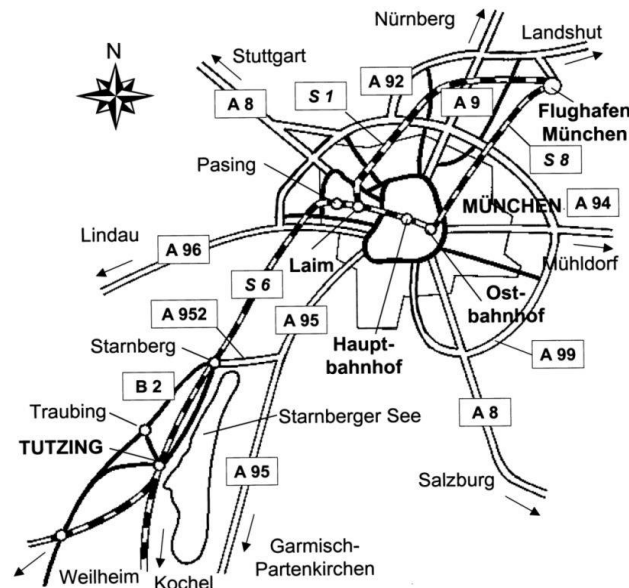 Nürnberg
Landshut
N
Stuttgart
A 92
S 1
A 8
A 9
Flughafen
München
S 8
Pasing
MÜNCHEN
A 94
Lindau
A 96
Laim
Mühldorf
S 6
Ost-
bahnhof
A 952
A 95
Haupt-
bahnhof
A 99
Starnberg
B 2
A 8
Traubing
Starnberger See
TUTZING
A 95
Salzburg
Garmisch-
Partenkirchen
Weilheim
Kochel